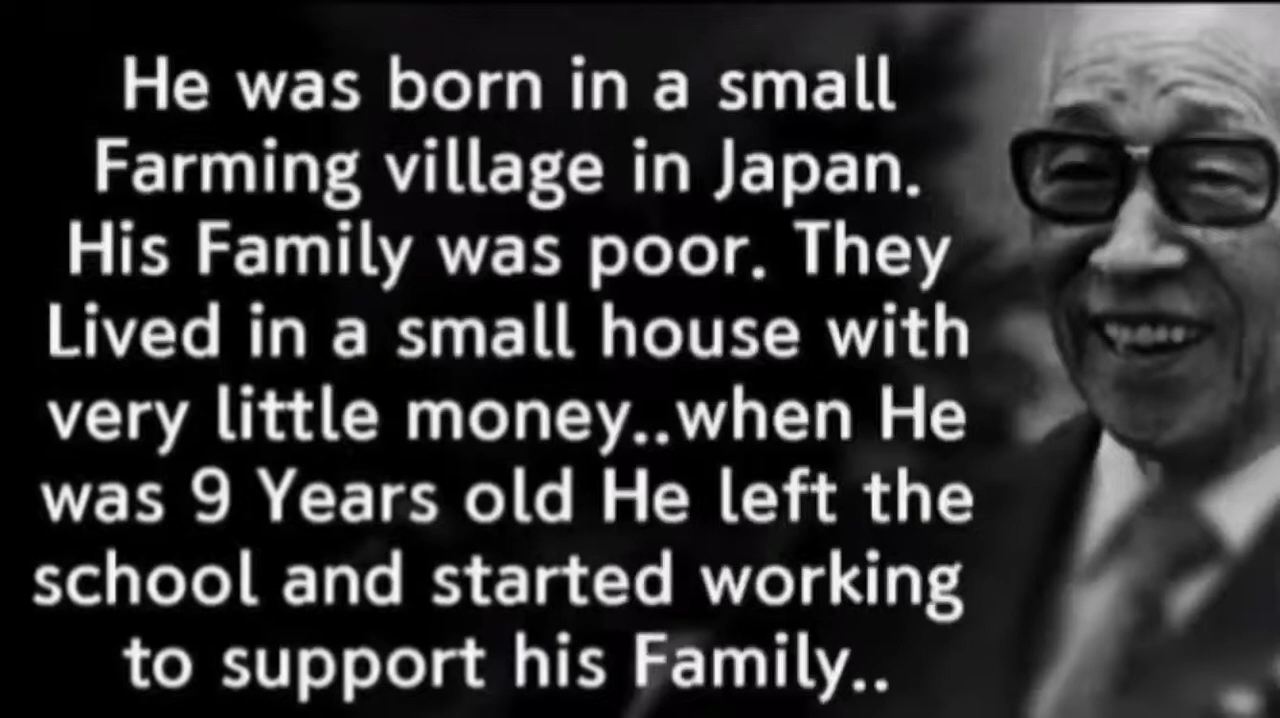 He was born in a small
Farming village in Japan.
His Family was poor. They
Lived in a small house with
very little money..when He
was 9 Years old He left the
school and started working
to support his Family..